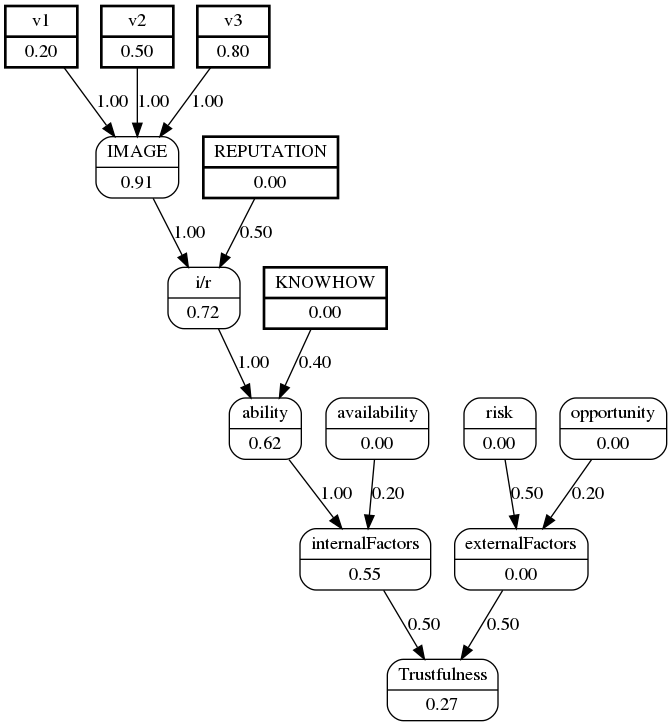 v1 v2 v3
0.20 0.50 0.80
1.00 1.00 1.00
IMAGE REPUTATION
0.91 0.00
1.00 0.50
i/r KNOWHOW
0.72 0.00
1.00 0.40
ability availability risk opportunity
0.62 0.00 0.00 0.00
1.00 0.20 0.50 0.20
internalFactors externalFactors
0.55 0.00
0.50 0.50
Trustfulness
0.27